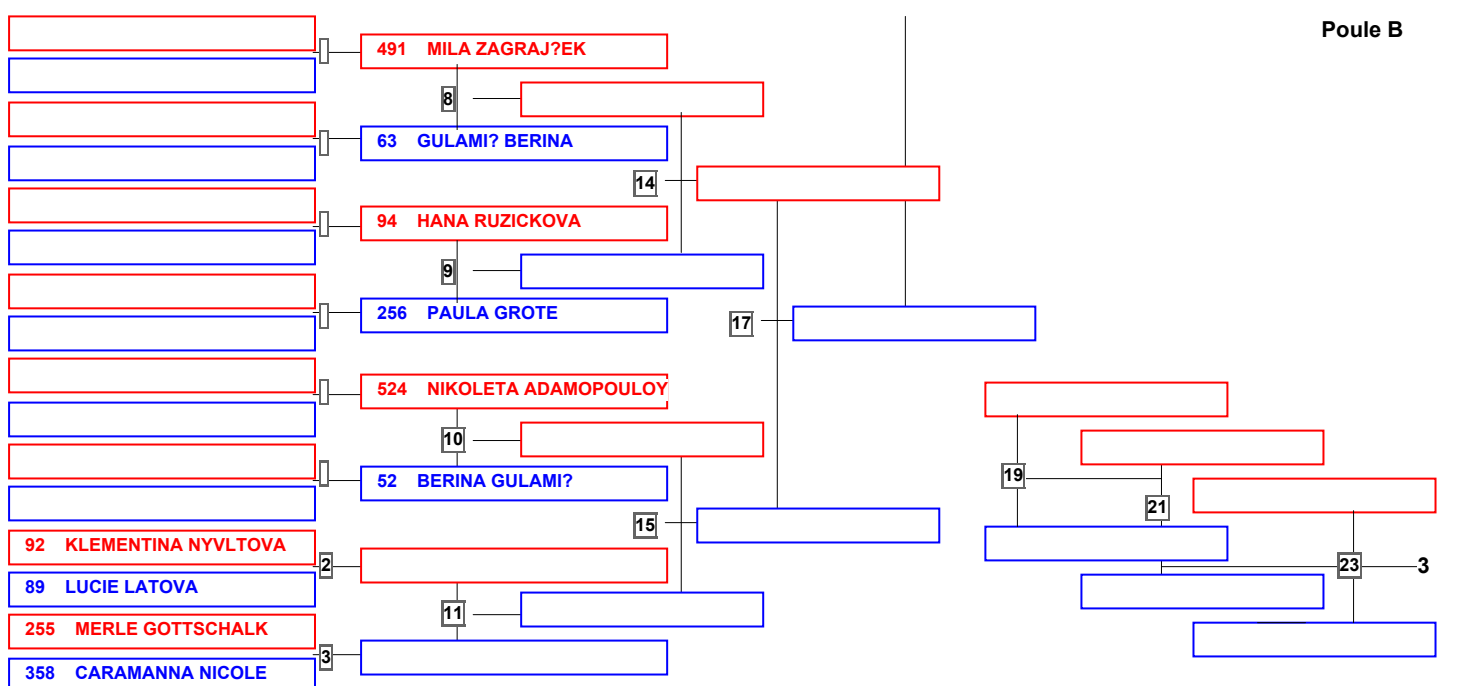 Poule B
491 MILA ZAGRAJ?EK
8
63 GULAMI? BERINA
14
94 HANA RUZICKOVA
9
256 PAULA GROTE
17
524 NIKOLETA ADAMOPOULOY
10
52 BERINA GULAMI?
19
21
15
92 KLEMENTINA NYVLTOVA
2
23
3
89 LUCIE LATOVA
11
255 MERLE GOTTSCHALK
3
358 CARAMANNA NICOLE